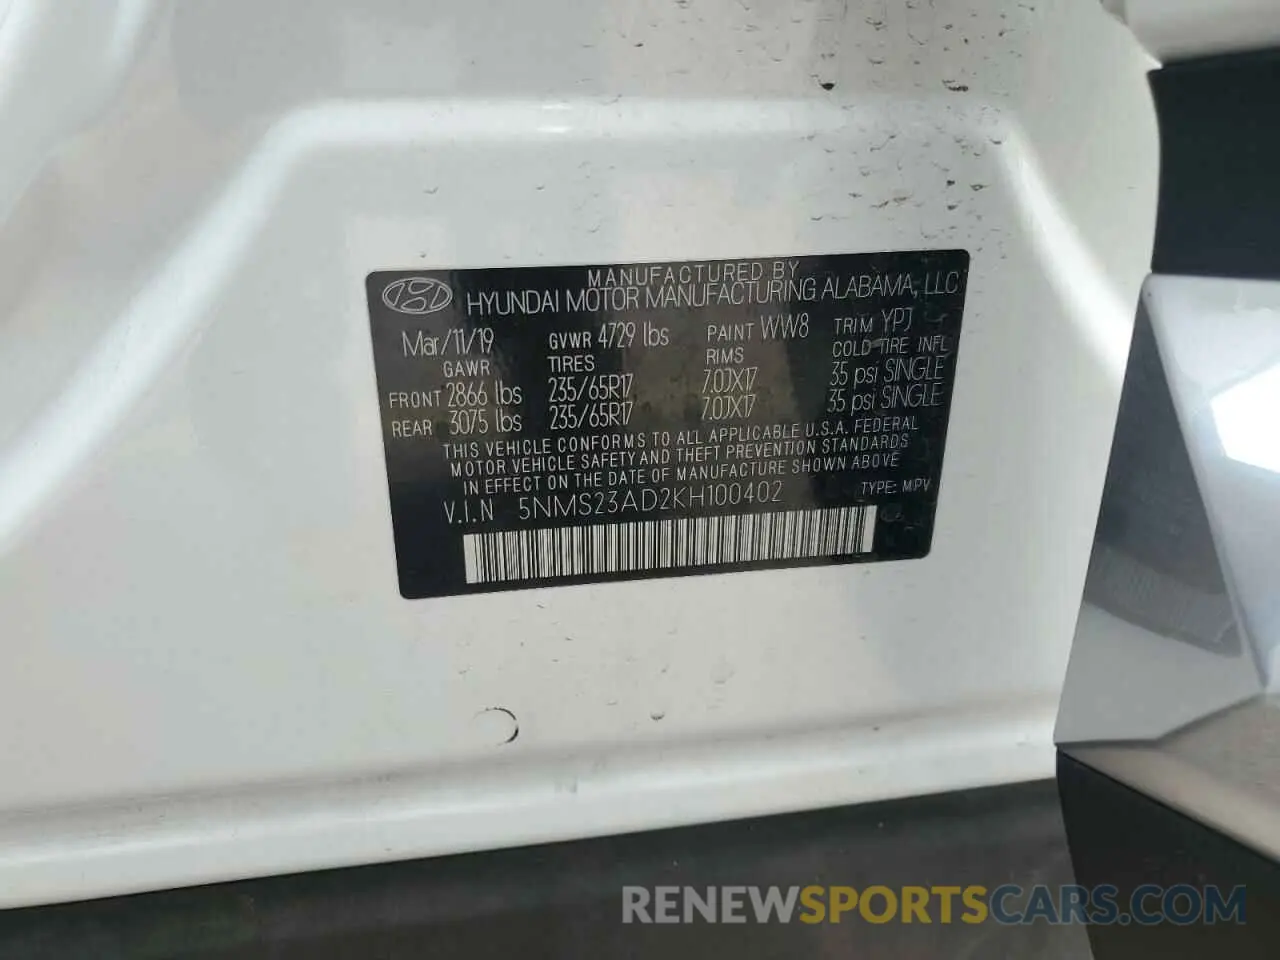 MANUFACTURED BY
HYUNDAI MOTOR MANUFACTURING ALABAMA, LLC
Mar/11/19 GVWR 4729 lbs PAINT WW8 TRIM YPJ
GAWR TIRES RIMS COLD TIRE INFL
FRONT 2866 lbs 235/65R17 7.0JX17 35 psi SINGLE
REAR 3075 lbs 235/65R17 7.0JX17 35 psi SINGLE
THIS VEHICLE CONFORMS TO ALL APPLICABLE U.S.A. FEDERAL
MOTOR VEHICLE SAFETY AND THEFT PREVENTION STANDARDS
IN EFFECT ON THE DATE OF MANUFACTURE SHOWN ABOVE
V.I.N 5NMS23AD2KH100402 TYPE: MPV
RENEWSPORTSCARS.COM